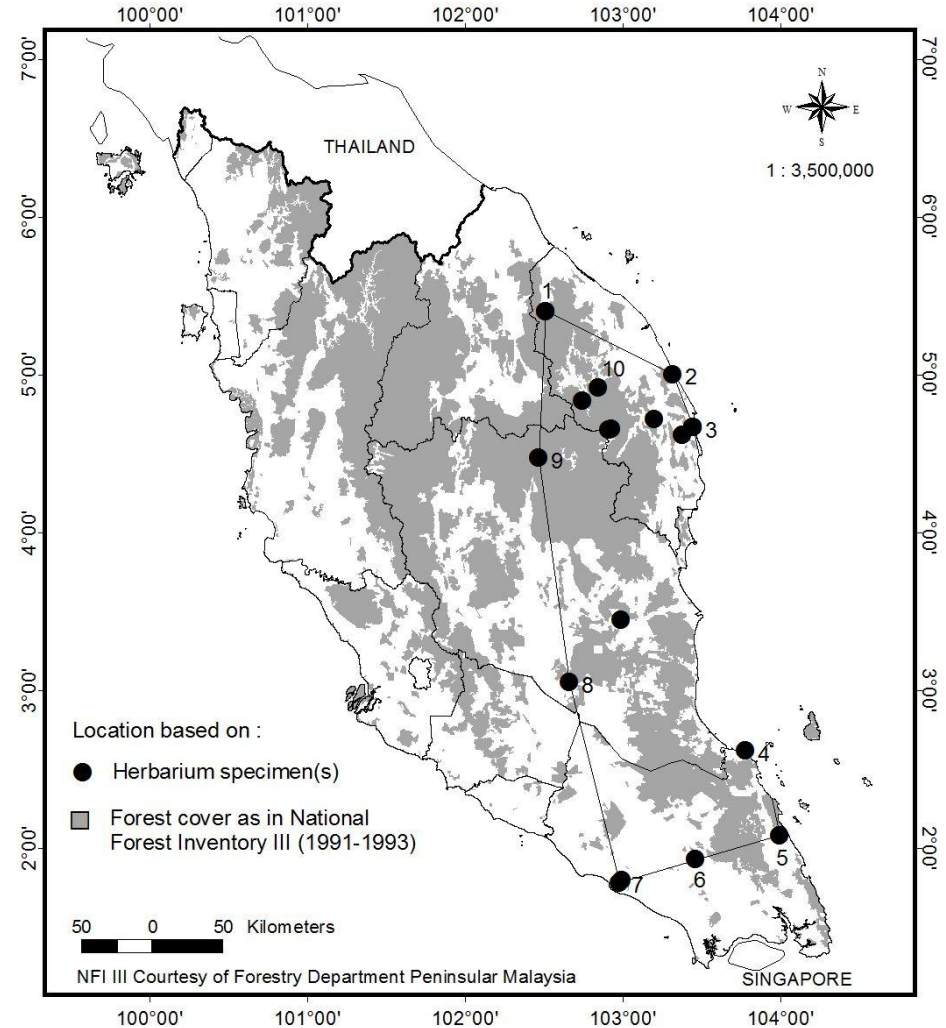 100°00' 101°00' 102°00' 103°00' 104°00'
7°00' 7°00'
N
W E
S
THAILAND
1 : 3,500,000
6°00' 6°00'
1
5°00' 2 5°00'
10
3
9
4°00' 4°00'
3°00' 8 3°00'
Location based on :
4
Herbarium specimen(s)
Forest cover as in National
Forest Inventory III (1991-1993)
2°00' 5 2°00'
6
7
50 0 50 Kilometers
NFI III Courtesy of Forestry Department Peninsular Malaysia
SINGAPORE
100°00' 101°00' 102°00' 103°00' 104°00'